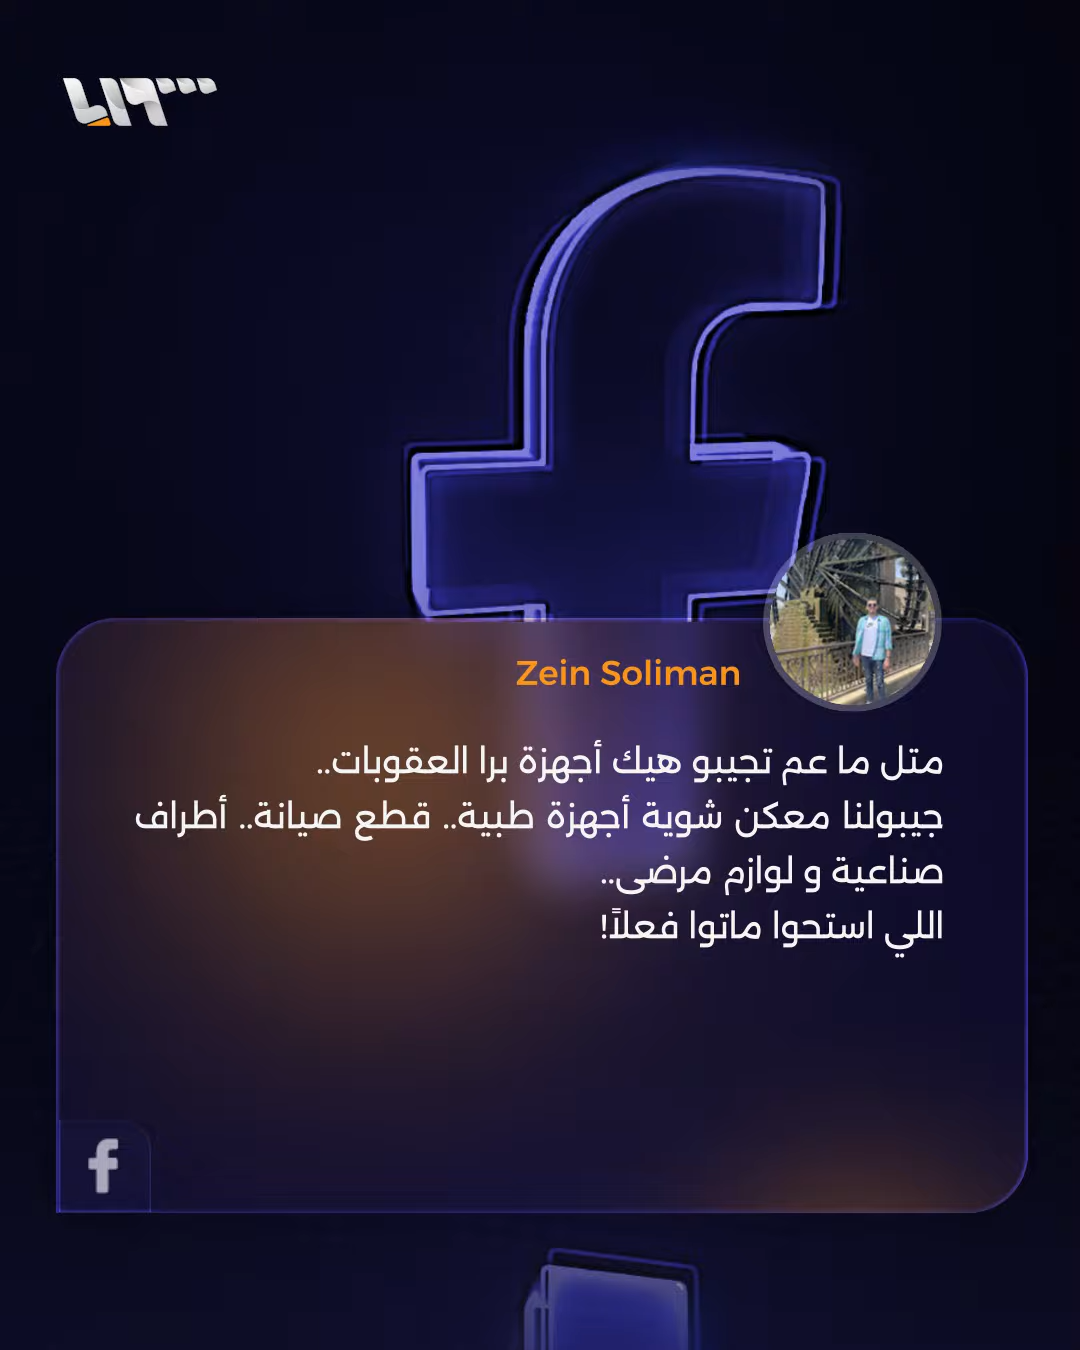 LIT
Zein Soliman
متل ما عم تجيبو هيك أجهزة برا العقوبات..
جيبولنا معكن شوية أجهزة طبية.. قطع صيانة.. أطراف
صناعية و لوازم مرضى..
اللي استحوا ماتوا فعلاً!